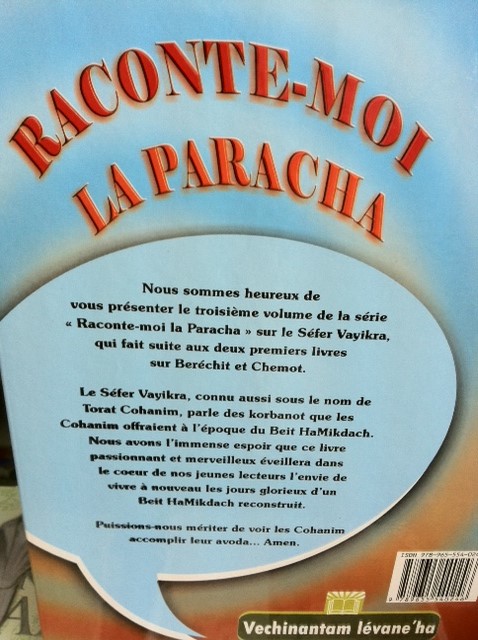 RACONTE-MOI
LA PARACHA
Nous sommes heureux de
vous présenter le troisième volume de la série
« Raconte-moi la Paracha » sur le Séfer Vayikra,
qui fait suite aux deux premiers livres
sur Beréchit et Chemot.
Le Séfer Vayikra, connu aussi sous le nom de
Torat Cohanim, parle des korbanot que les
Cohanim offraient à l'époque du Beit HaMikdach.
Nous avons l'immense espoir que ce livre
passionnant et merveilleux éveillera dans
le coeur de nos jeunes lecteurs l'envie de
vivre à nouveau les jours glorieux d'un
Beit HaMikdach reconstruit.
Puissions-nous mériter de voir les Cohanim
accomplir leur avoda... Amen.
ISBN
Vechinantam lévane'ha